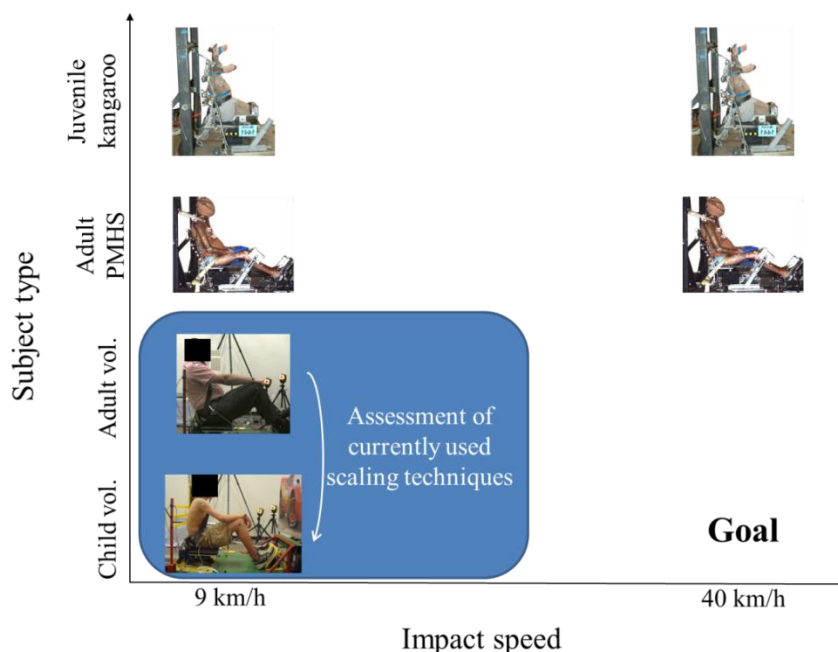 Subject type
Juvenile
kangaroo
Adult
PMHS
Adult vol.
Child vol.
Assessment of
currently used
scaling techniques
Goal
9 km/h
40 km/h
Impact speed